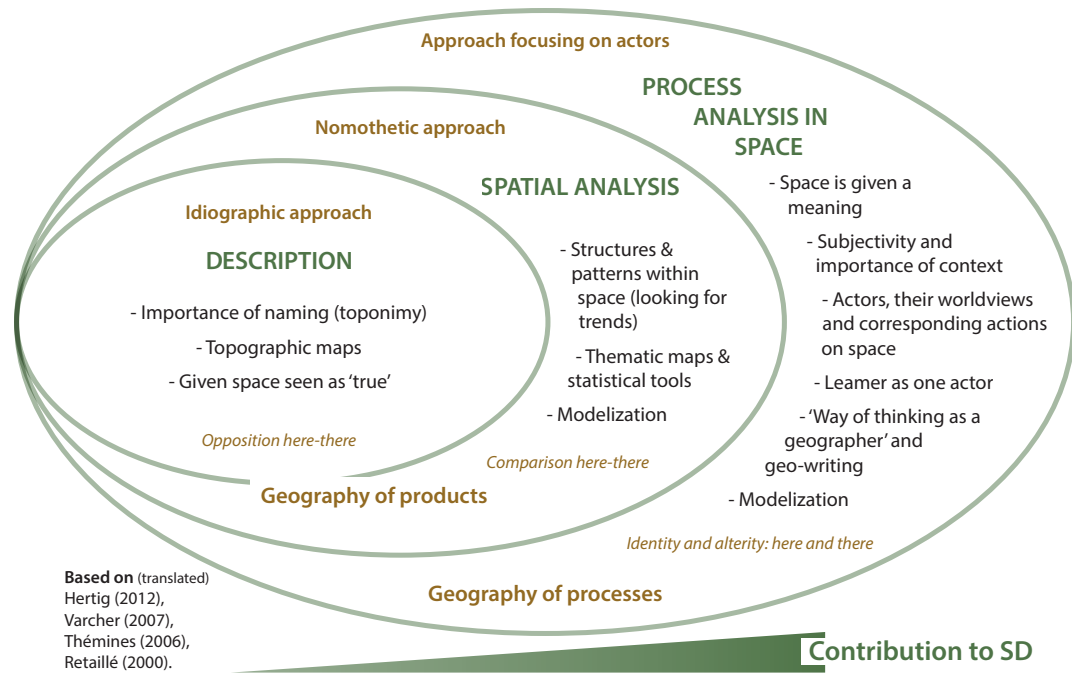 Approach focusing on actors
PROCESS
ANALYSIS IN
SPACE
- Space is given a
meaning
- Subjectivity and
importance of context
- Actors, their worldviews
and corresponding actions
on space
- Learner as one actor
- ‘Way of thinking as a
geographer’ and
geo-writing
- Modelization
Identity and alterity: here and there
Geography of processes
Nomothetic approach
SPATIAL ANALYSIS
- Structures &
patterns within
space (looking for
trends)
- Thematic maps &
statistical tools
- Modelization
Comparison here-there
Idiographic approach
DESCRIPTION
- Importance of naming (toponimy)
- Topographic maps
- Given space seen as ‘true’
Opposition here-there
Geography of products
Based on (translated)
Hertig (2012),
Varcher (2007),
Thémines (2006),
Retaillé (2000).
Contribution to SD